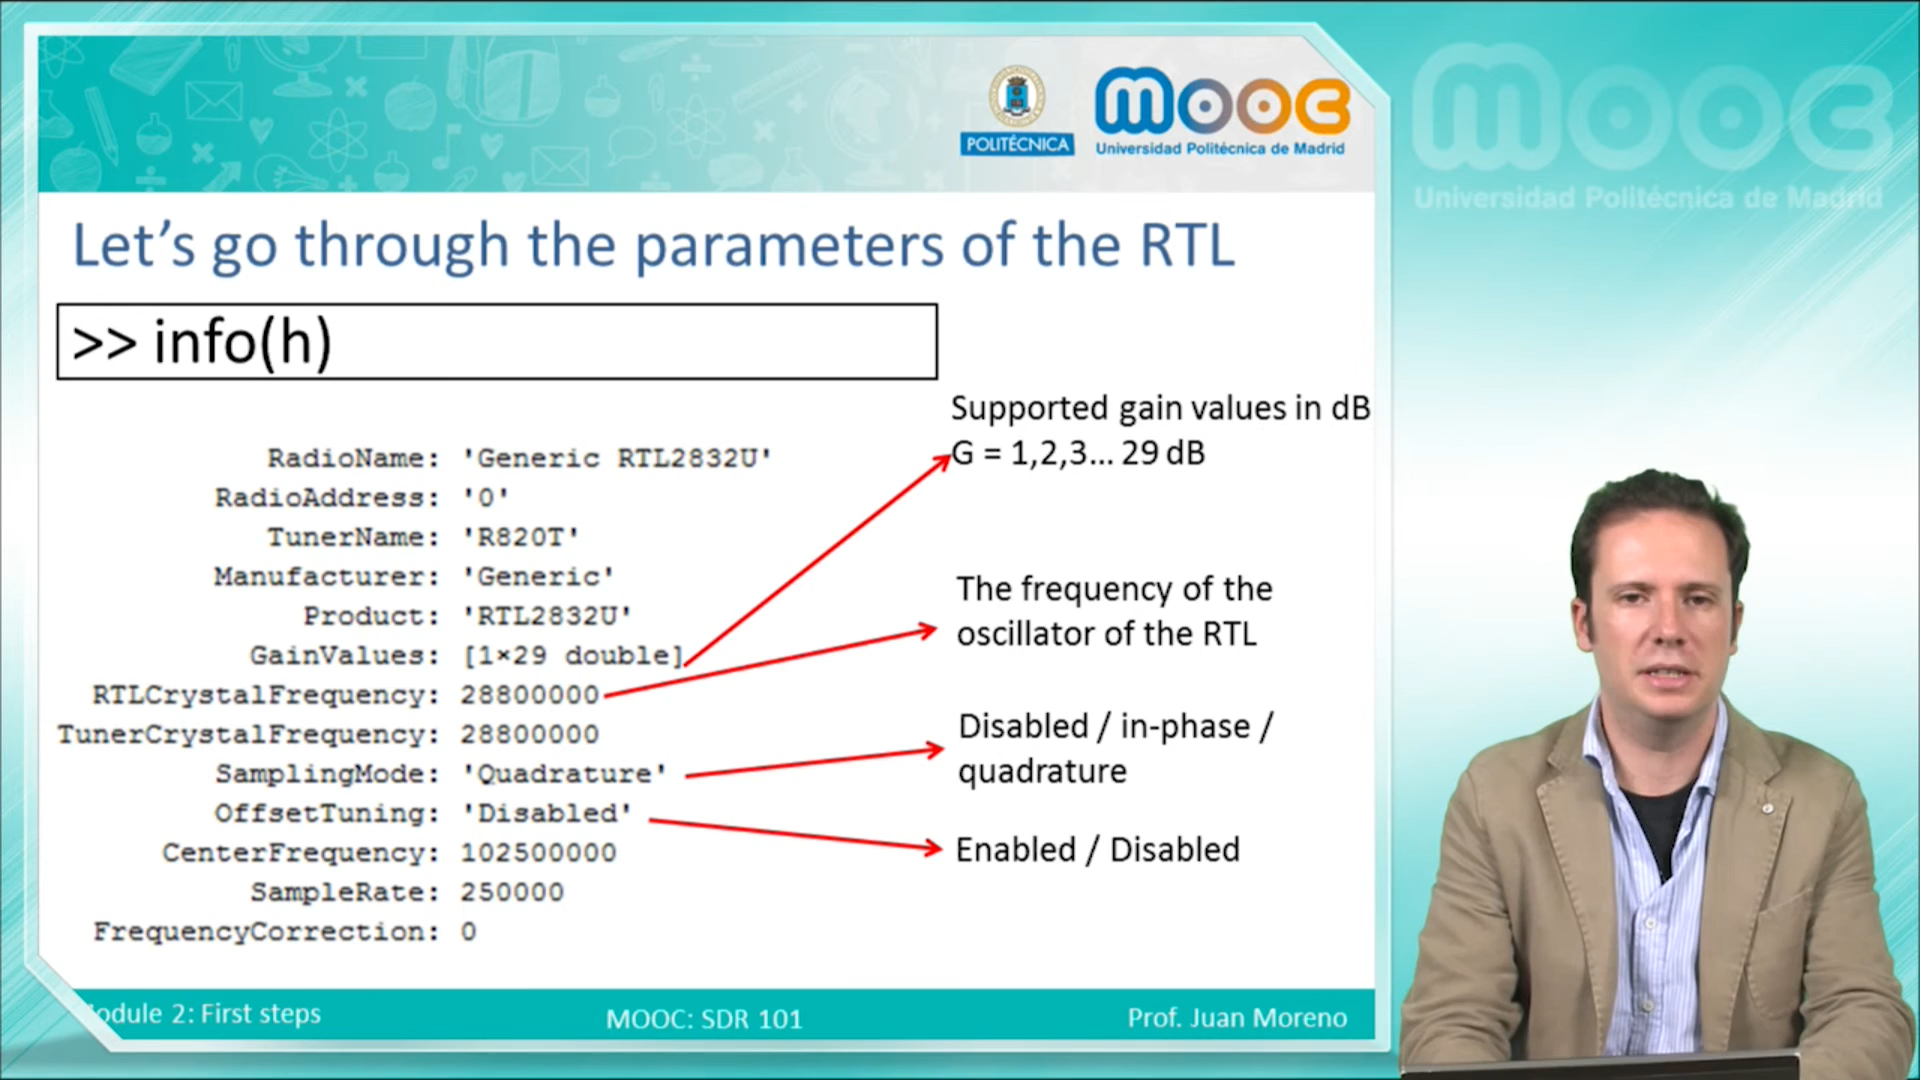 POLITÉCNICA
mooc
Universidad Politécnica de Madrid
mooc
Universidad Politécnica de Madrid
Let's go through the parameters of the RTL
>> info(h)
Supported gain values in dB
G = 1,2,3... 29 dB
RadioName: 'Generic RTL2832U'
RadioAddress: '0'
TunerName: 'R820T'
Manufacturer: 'Generic'
Product: 'RTL2832U'
GainValues: [1×29 double]
RTLCrystalFrequency: 28800000
TunerCrystalFrequency: 28800000
SamplingMode: 'Quadrature'
OffsetTuning: 'Disabled'
CenterFrequency: 102500000
SampleRate: 250000
FrequencyCorrection: 0
The frequency of the
oscillator of the RTL
Disabled / in-phase /
quadrature
Enabled / Disabled
odule 2: First steps
MOOC: SDR 101
Prof. Juan Moreno